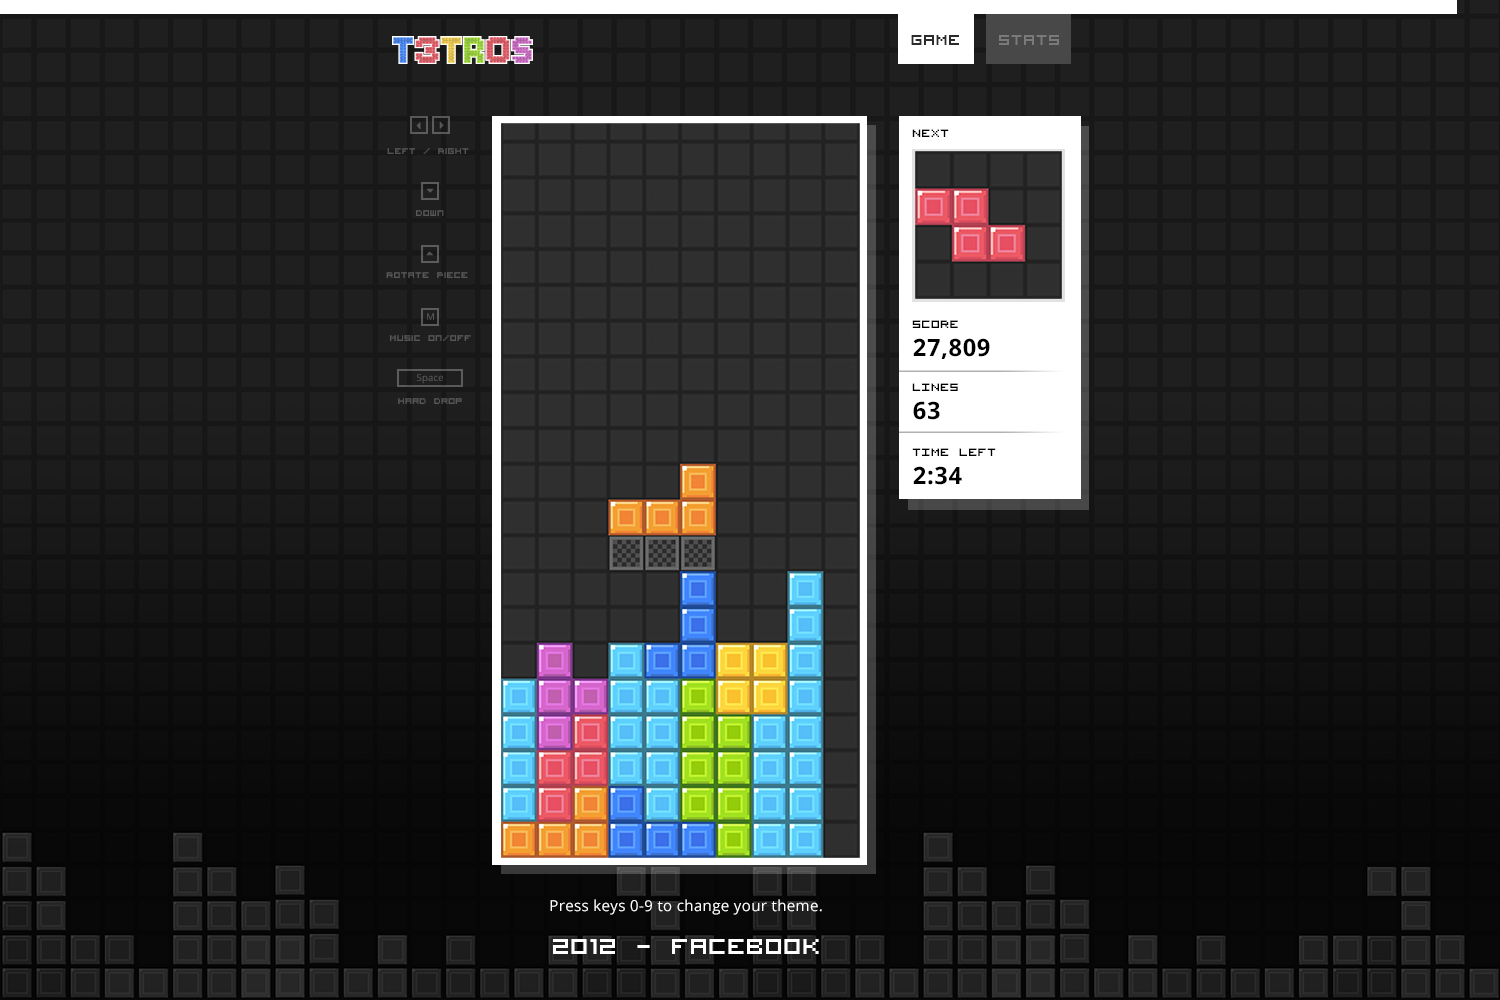 T3TROS
GAME
STATS
LEFT / RIGHT
DOWN
ROTATE PIECE
M
MUSIC ON/OFF
Space
HARD DROP
NEXT
SCORE
27,809
LINES
63
TIME LEFT
2:34
Press keys 0-9 to change your theme.
2012 - FACEBOOK